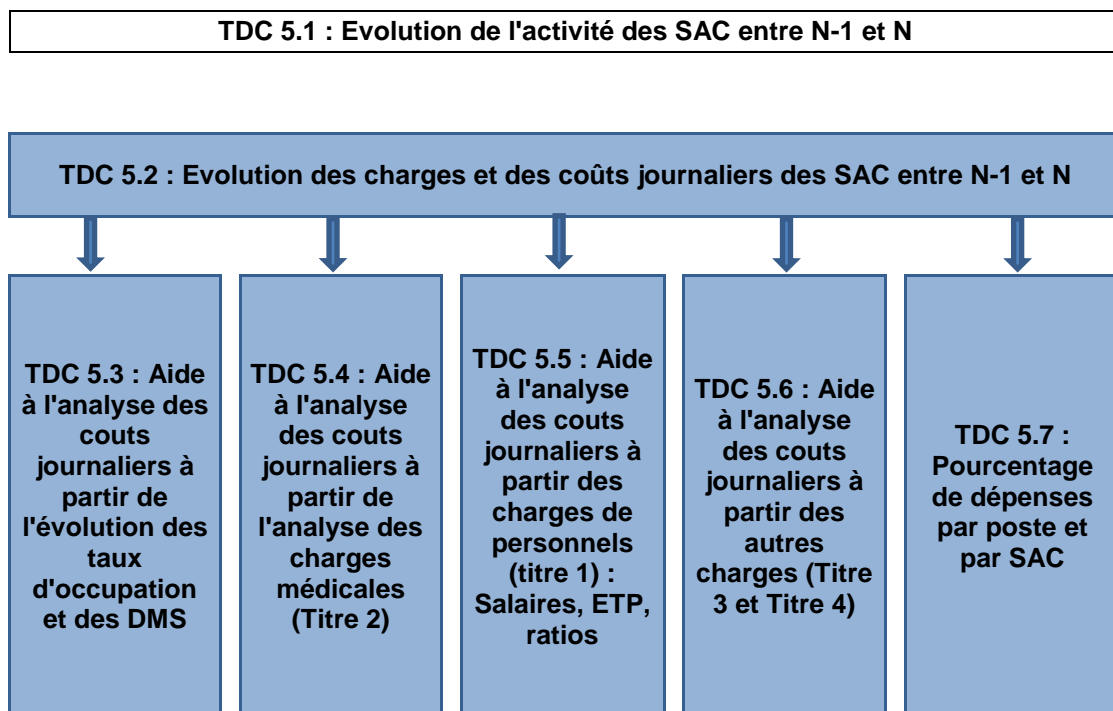 TDC 5.1 : Evolution de l'activité des SAC entre N-1 et N
TDC 5.2 : Evolution des charges et des coûts journaliers des SAC entre N-1 et N
TDC 5.3 : Aide
à l'analyse des
couts
journaliers à
partir de
l'évolution des
taux
d'occupation
et des DMS
TDC 5.4 : Aide
à l'analyse
des couts
journaliers à
partir de
l'analyse des
charges
médicales
(Titre 2)
TDC 5.5 : Aide
à l'analyse
des couts
journaliers à
partir des
charges de
personnels
(titre 1) :
Salaires, ETP,
ratios
TDC 5.6 : Aide
à l'analyse
des couts
journaliers à
partir des
autres
charges (Titre
3 et Titre 4)
TDC 5.7 :
Pourcentage
de dépenses
par poste et
par SAC